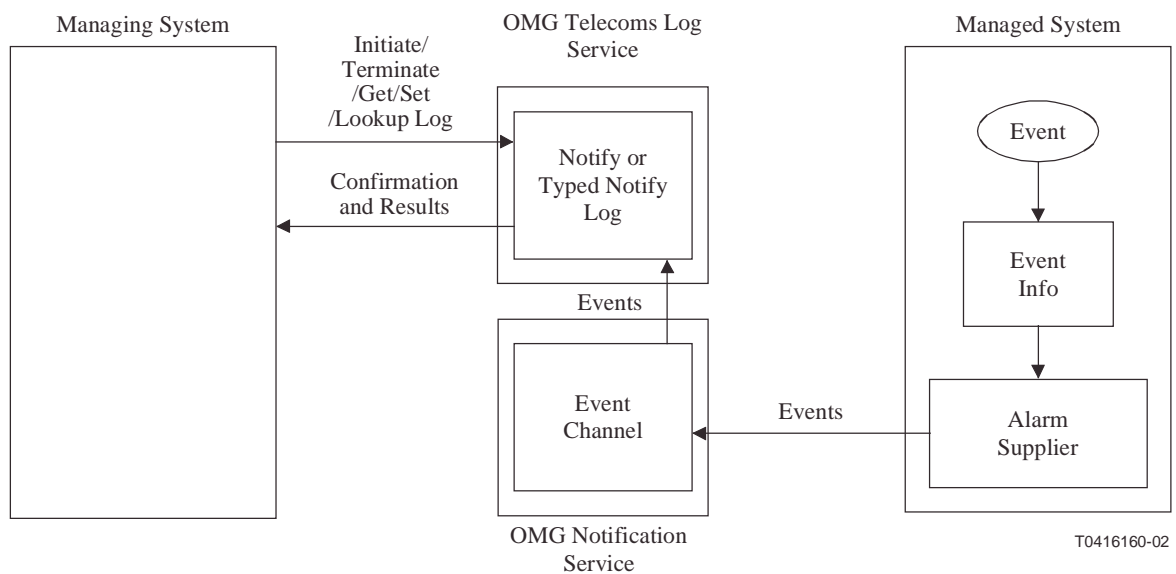 Managing System
Initiate/
Terminate
/Get/Set
/Lookup Log
Confirmation
and Results
OMG Telecoms Log
Service
Notify or
Typed Notify
Log
Events
Event
Channel
OMG Notification
Service
Events
Managed System
Event
Event
Info
Alarm
Supplier
T0416160-02